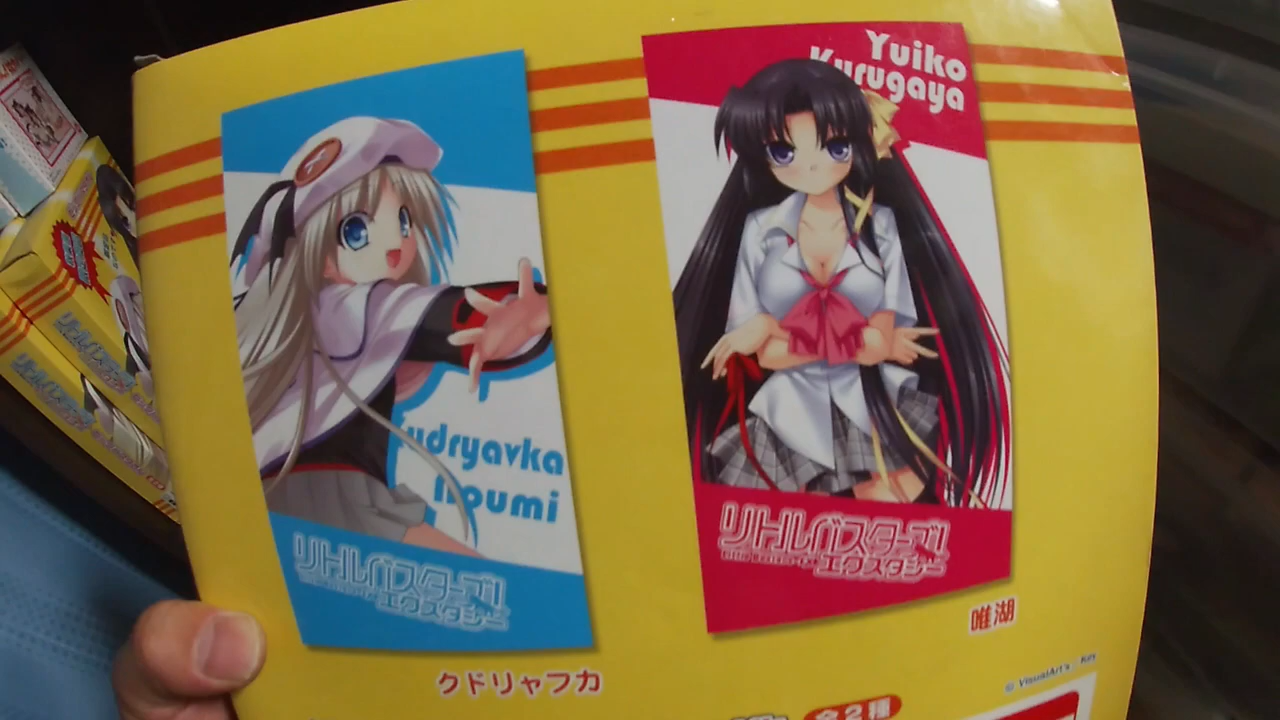 Yuiko
Kurugaya
Kudryavka
Noumi
リトルバスターズ!
エクスタシー
リトルバスターズ!
エクスタシー
クドリャフカ
唯湖
© VisualArt's / Key
全2種